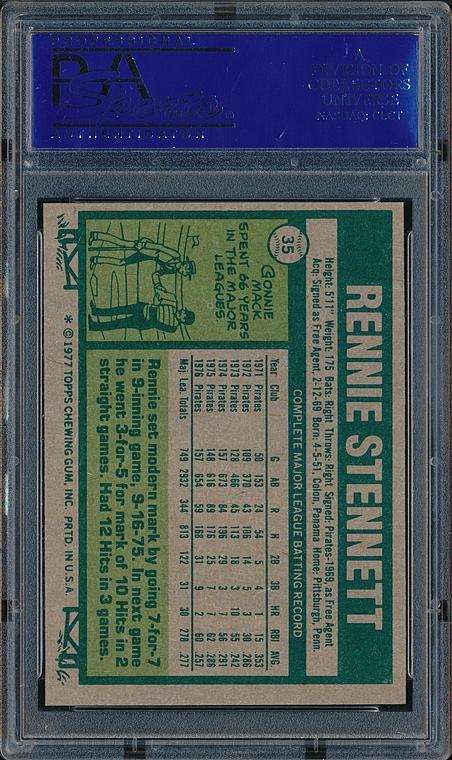 PROFESSIONAL
PSA
Sports
AUTHENTICATOR
A
DIVISION OF
COLLECTORS
UNIVERSE
NASDAQ: CLCT
35
RENNIE STENNETT
Height: 5'11" Weight: 175 Bats: Right Throws: Right Signed: Pirates-1969, as Free Agent
Acq: Signed as Free Agent, 2-12-69 Born: 4-5-51, Colon, Panama Home: Pittsburgh, Penn.
COMPLETE MAJOR LEAGUE BATTING RECORD
Year Club G AB R H 2B 3B HR RBI AVG.
1971 Pirates 50 153 24 54 5 4 1 15 .353
1972 Pirates 109 370 43 106 14 5 3 30 .286
1973 Pirates 128 466 45 113 18 3 10 55 .242
1974 Pirates 157 673 84 196 29 3 7 56 .291
1975 Pirates 148 616 89 176 25 7 7 62 .286
1976 Pirates 157 654 59 168 31 9 2 60 .257
Maj. Lea. Totals 749 2932 344 813 122 31 30 278 .277
CONNIE
MACK
SPENT 66 YEARS
IN THE MAJOR
LEAGUES.
Rennie set modern mark by going 7-for-7
in 9-inning game, 9-16-75. In next game
he went 3-for-5 for mark of 10 Hits in 2
straight games. Had 12 Hits in 3 games.
* © 1977 TOPPS CHEWING GUM, INC. PRTD. IN U.S.A.